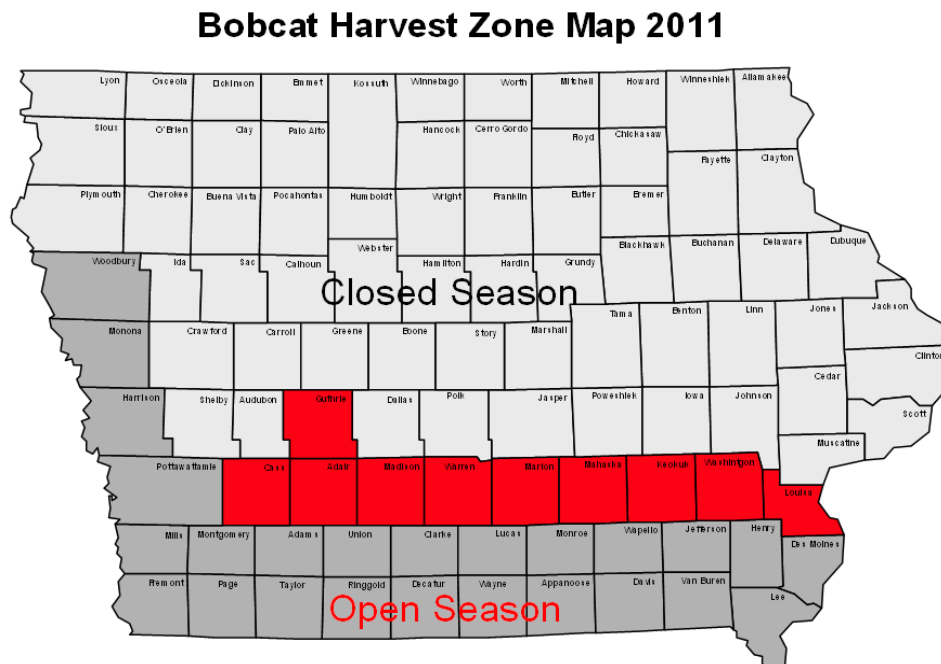 Bobcat Harvest Zone Map 2011
Lyon Osceola Dickinson Emmet Kossuth Winnebago Worth Mitchell Howard Winneshiek Allamakee
Sioux O'Brien Clay Palo Alto Hancock Cerro Gordo Floyd Chickasaw
Fayette Clayton
Plymouth Cherokee Buena Vista Pocahontas Humboldt Wright Franklin Butler Bremer
Webster Blackhawk Buchanan Delaware Dubuque
Woodbury Ida Sac Calhoun Hamilton Hardin Grundy
Closed Season
Monona Crawford Carroll Greene Boone Story Marshall Tama Benton Linn Jones Jackson
Clinton
Harrison Shelby Audubon Guthrie Dallas Polk Jasper Poweshiek Iowa Johnson Cedar
Scott
Muscatine
Pottawattamie Cass Adair Madison Warren Marion Mahaska Keokuk Washington
Louisa
Mills Montgomery Adams Union Clarke Lucas Monroe Wapello Jefferson Henry Des Moines
Fremont Page Taylor Ringgold Decatur Wayne Appanoose Davis Van Buren
Lee
Open Season